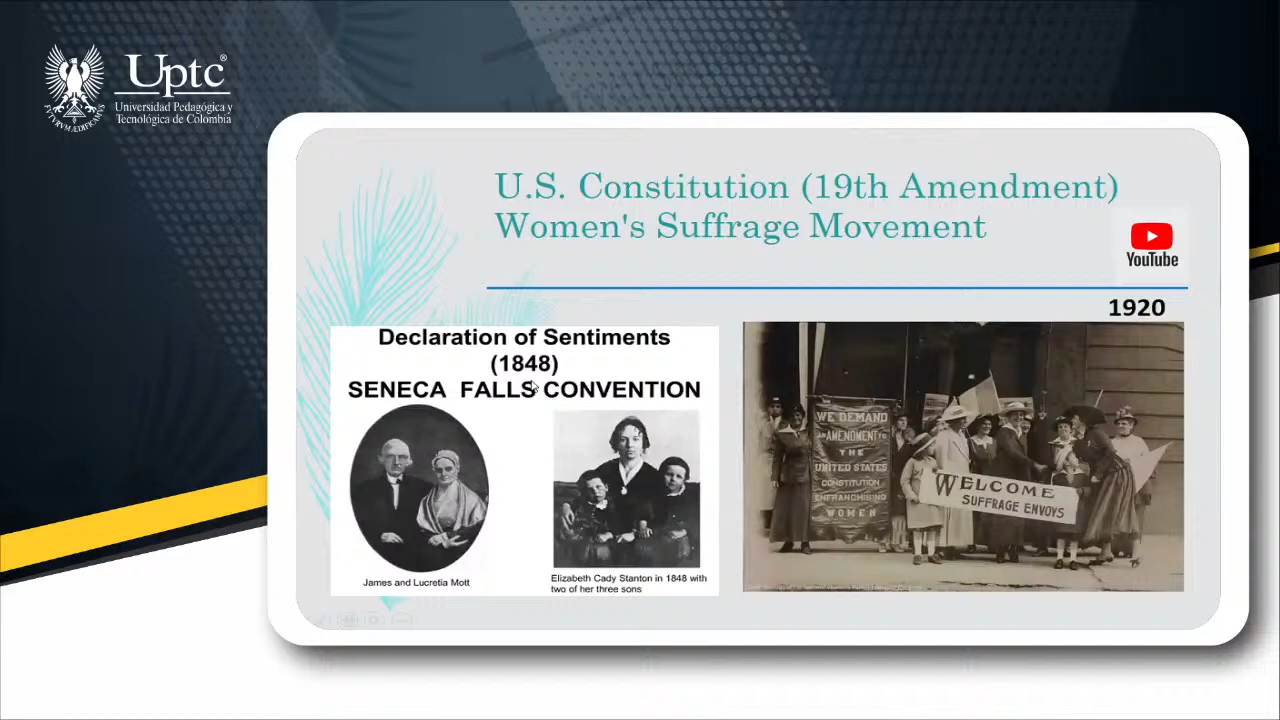 Uptc®
Universidad Pedagógica y
Tecnológica de Colombia
U.S. Constitution (19th Amendment)
Women's Suffrage Movement
YouTube
1920
Declaration of Sentiments
(1848)
SENECA FALLS CONVENTION
James and Lucretia Mott
Elizabeth Cady Stanton in 1848 with
two of her three sons
WE DEMAND
AN AMENDMENT TO
THE
UNITED STATES
CONSTITUTION
ENFRANCHISING
WOMEN
WELCOME
SUFFRAGE ENVOYS